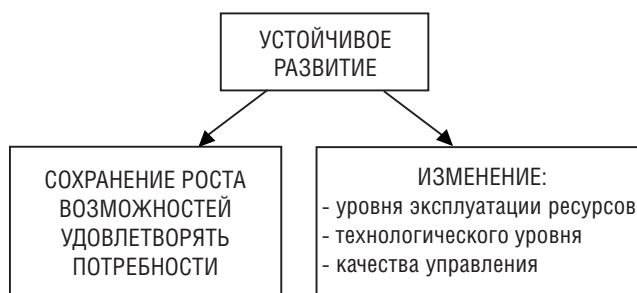 УСТОЙЧИВОЕ
РАЗВИТИЕ
СОХРАНЕНИЕ РОСТА
ВОЗМОЖНОСТЕЙ
УДОВЛЕТВОРЯТЬ
ПОТРЕБНОСТИ
ИЗМЕНЕНИЕ:
- уровня эксплуатации ресурсов
- технологического уровня
- качества управления